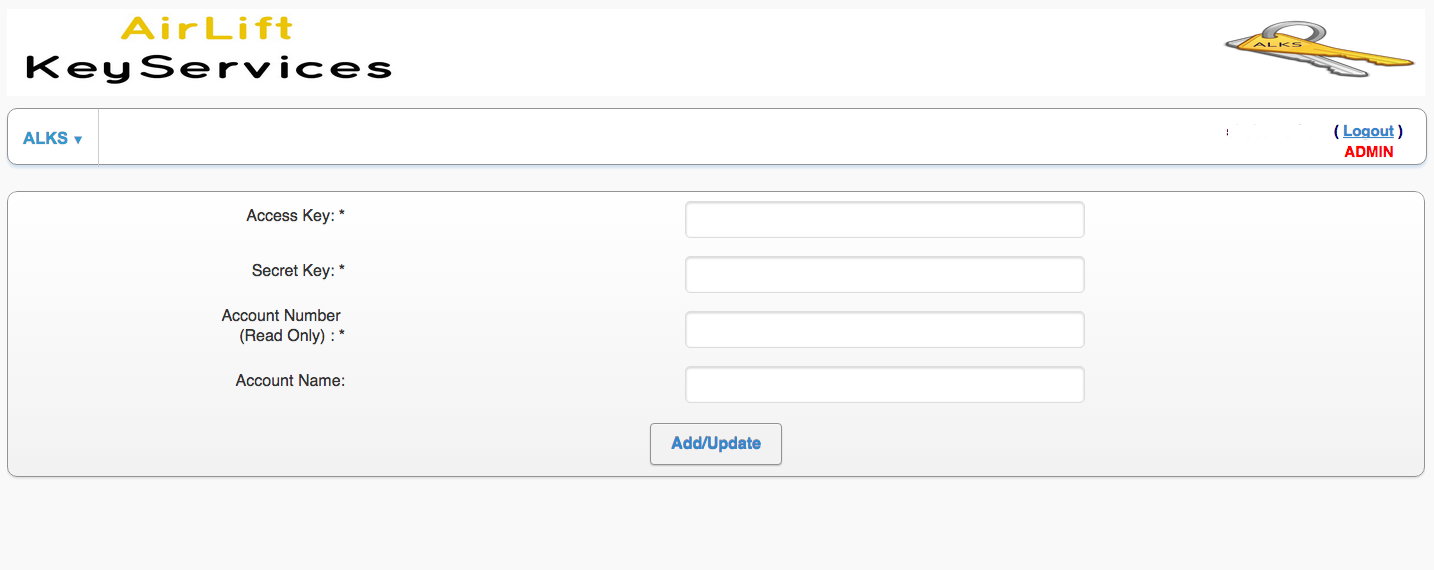 AirLift
KeyServices
ALKS
ALKS ▼
( Logout )
ADMIN
Access Key: *
Secret Key: *
Account Number
(Read Only) : *
Account Name:
Add/Update